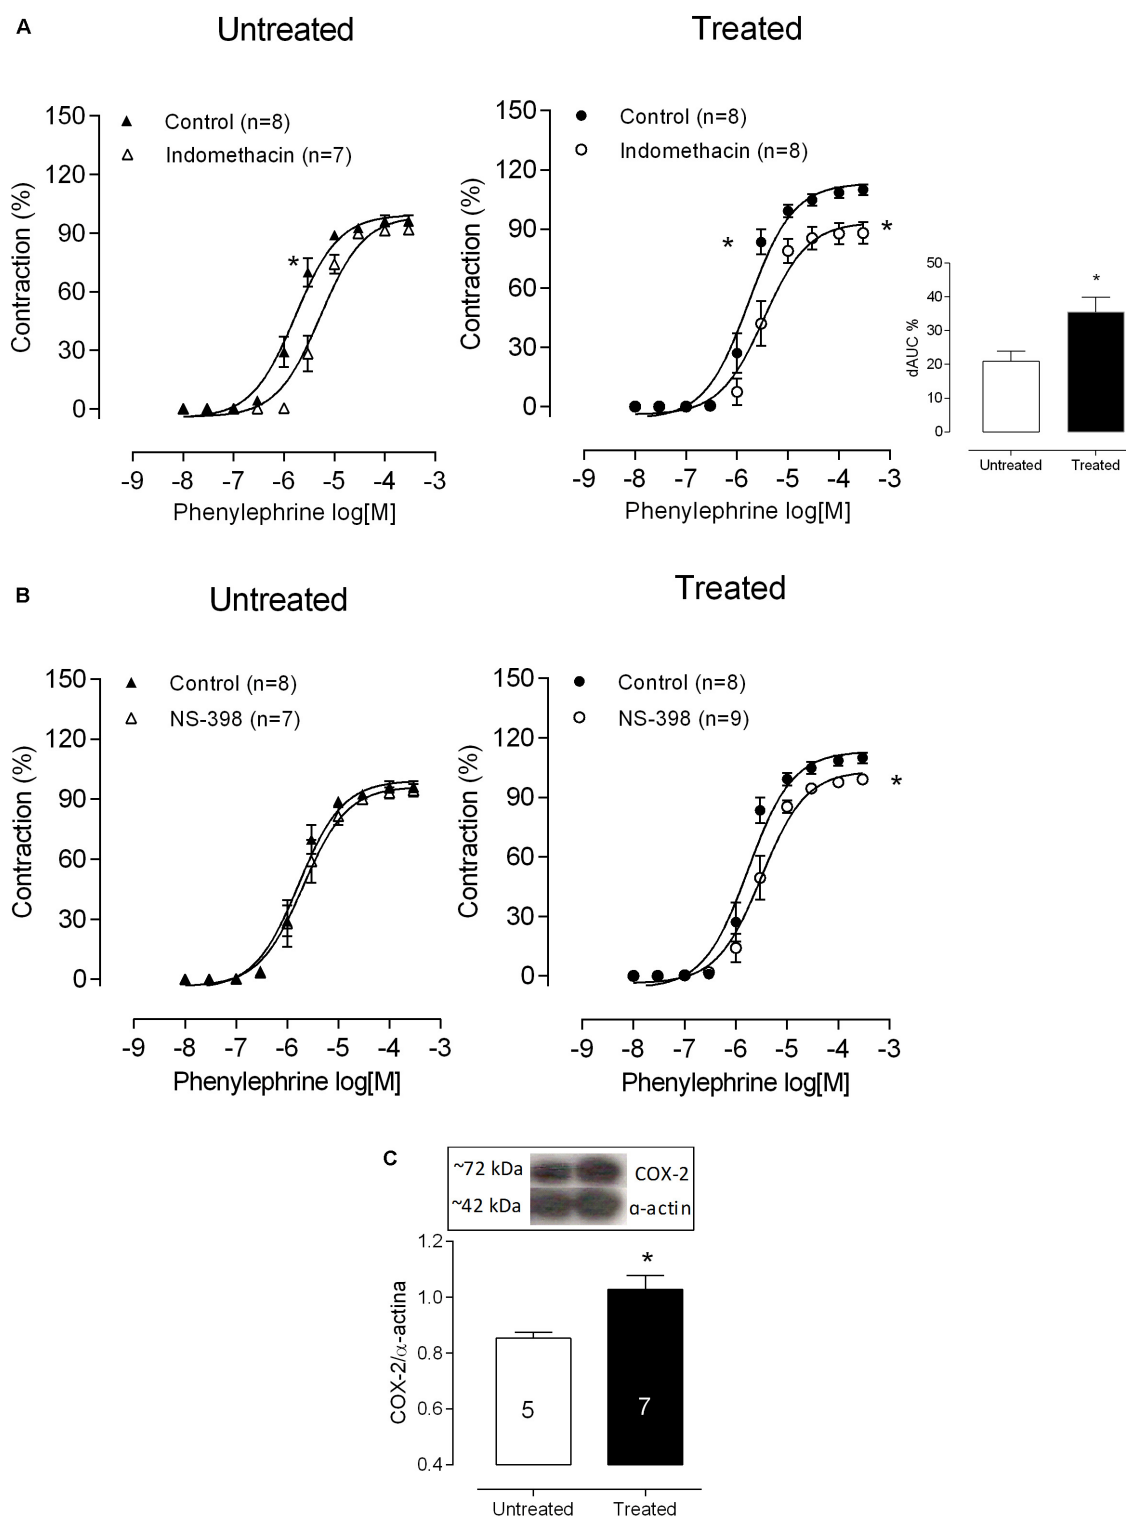 A
Untreated
Treated
150
120
90
60
30
0
Contraction (%)
Control (n=8)
Indomethacin (n=7)
*
-9 -8 -7 -6 -5 -4 -3
Phenylephrine log[M]
150
120
90
60
30
0
Contraction (%)
Control (n=8)
Indomethacin (n=8)
*
*
-9 -8 -7 -6 -5 -4 -3
Phenylephrine log[M]
50
40
30
20
10
0
dAUC %
*
Untreated Treated
B
Untreated
Treated
150
120
90
60
30
0
Contraction (%)
Control (n=8)
NS-398 (n=7)
-9 -8 -7 -6 -5 -4 -3
Phenylephrine log[M]
150
120
90
60
30
0
Contraction (%)
Control (n=8)
NS-398 (n=9)
*
-9 -8 -7 -6 -5 -4 -3
Phenylephrine log[M]
C
~72 kDa COX-2
~42 kDa α-actin
1.2
1.0
0.8
0.6
0.4
COX-2/α-actina
*
5
7
Untreated Treated